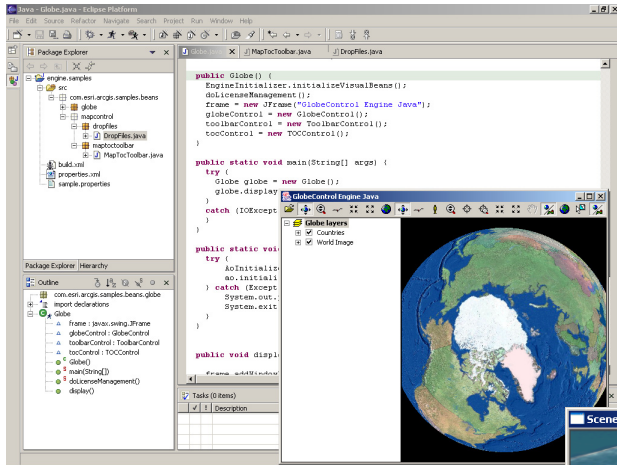 Java - Globe.java - Eclipse Platform
File Edit Source Refactor Navigate Search Project Run Window Help
Package Explorer
engine.samples
src
com.esri.arcgis.samples.beans
globe
mapcontrol
dropfiles
DropFiles.java
maptoctoolbar
MapTocToolbar.java
build.xml
properties.xml
sample.properties
Package Explorer Hierarchy
Outline
com.esri.arcgis.samples.beans.globe
import declarations
Globe
frame : javax.swing.JFrame
globeControl : GlobeControl
toolbarControl : ToolbarControl
tocControl : TOCControl
Globe()
main(String[])
doLicenseManagement()
display()
Globe.java MapTocToolbar.java DropFiles.java
public Globe() {
EngineInitializer.initializeVisualBeans();
doLicenseManagement();
frame = new JFrame("GlobeControl Engine Java");
globeControl = new GlobeControl();
toolbarControl = new ToolbarControl();
tocControl = new TOCControl();
}
public static void main(String[] args) {
try {
Globe globe = new Globe();
globe.display
}
catch (IOExcept
}
}
public static voi
try {
AoInitialize
ao.initiali
} catch (Except
System.out.
System.exit
}
}
public void displ
frame.addWindow
Tasks (0 items)
✓ ! Description
GlobeControl Engine Java
Globe layers
Countries
World Image
Scene